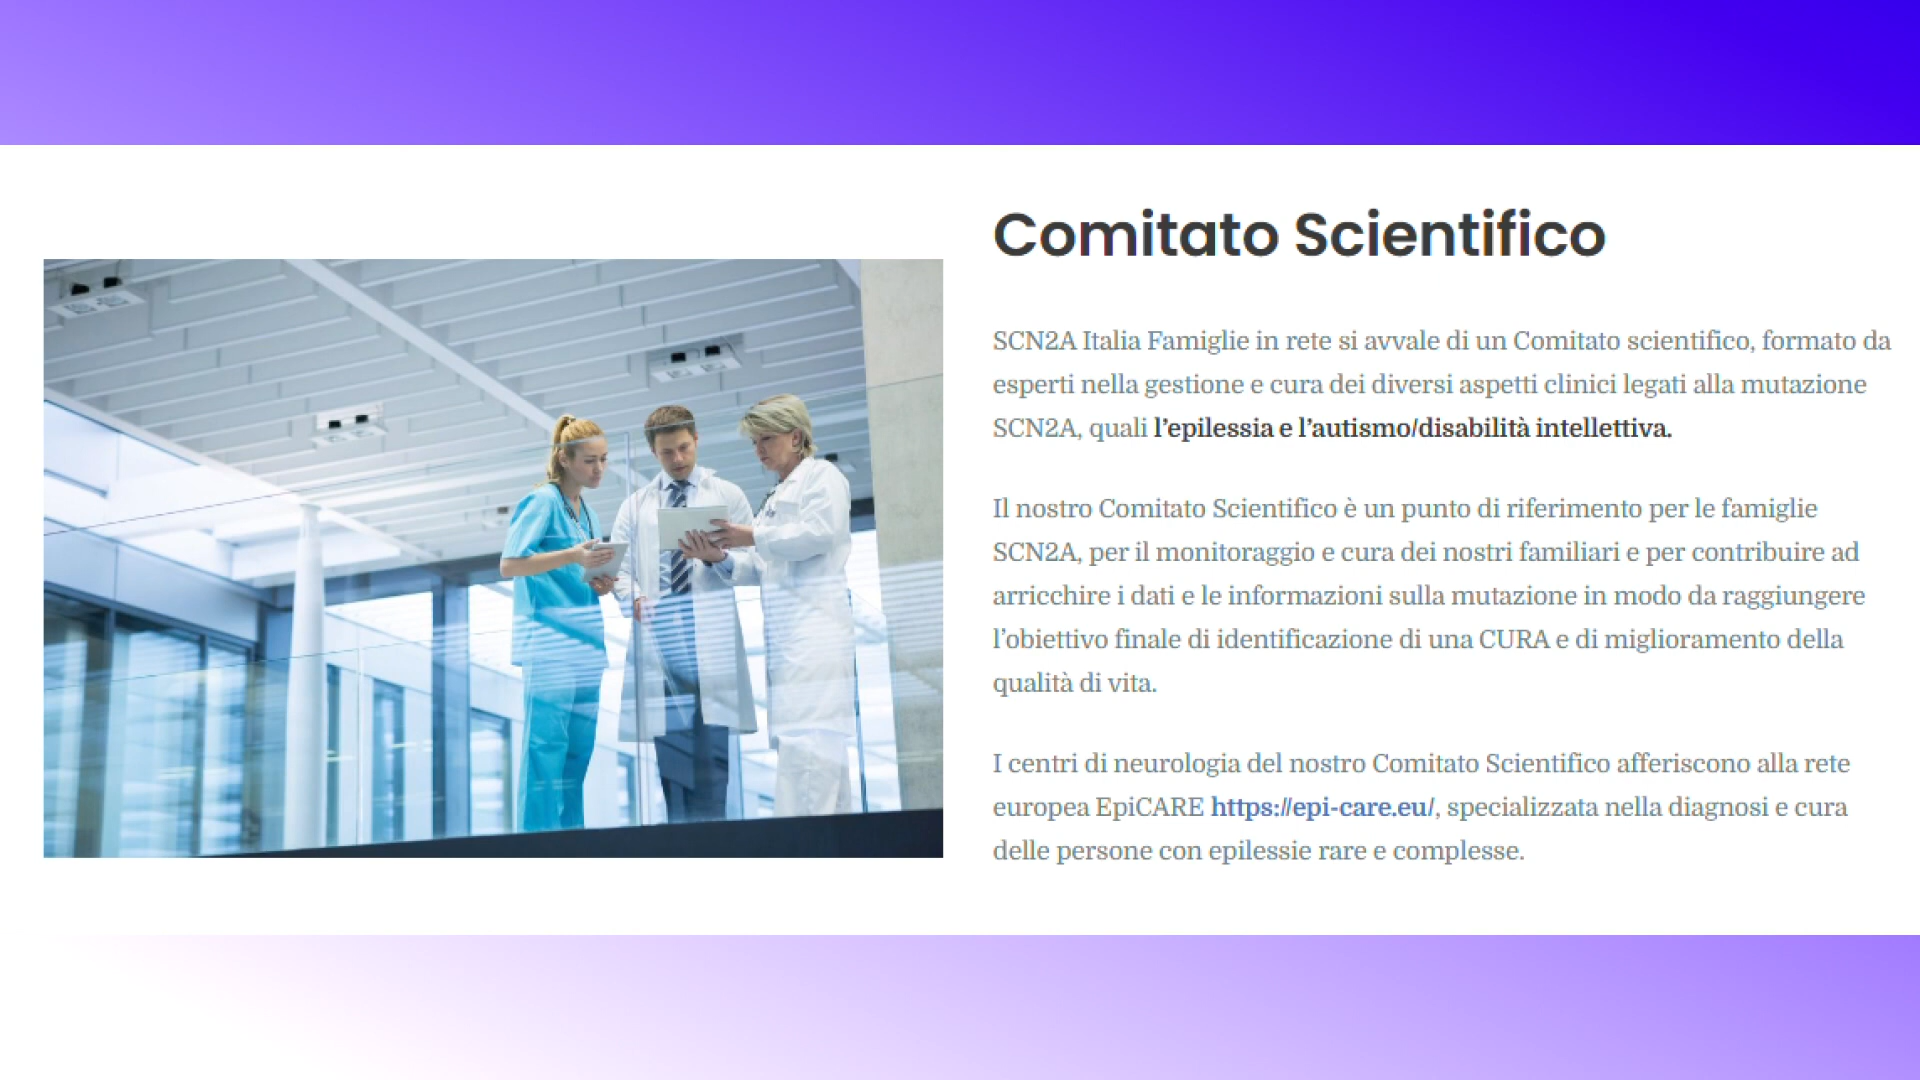 Comitato Scientifico
SCN2A Italia Famiglie in rete si avvale di un Comitato scientifico, formato da
esperti nella gestione e cura dei diversi aspetti clinici legati alla mutazione
SCN2A, quali l’epilessia e l’autismo/disabilità intellettiva.
Il nostro Comitato Scientifico è un punto di riferimento per le famiglie
SCN2A, per il monitoraggio e cura dei nostri familiari e per contribuire ad
arricchire i dati e le informazioni sulla mutazione in modo da raggiungere
l’obiettivo finale di identificazione di una CURA e di miglioramento della
qualità di vita.
I centri di neurologia del nostro Comitato Scientifico afferiscono alla rete
europea EpiCARE https://epi-care.eu/, specializzata nella diagnosi e cura
delle persone con epilessie rare e complesse.